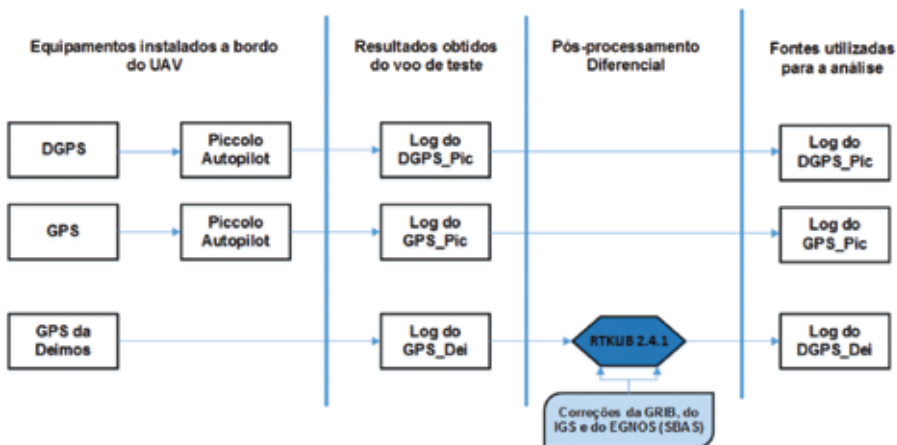 Equipamentos instalados a bordo
do UAV
Resultados obtidos
do voo de teste
Pós-processamento
Diferencial
Fontes utilizadas
para a análise
DGPS
Piccolo
Autopilot
Log do
DGPS_Pic
Log do
DGPS_Pic
GPS
Piccolo
Autopilot
Log do
GPS_Pic
Log do
GPS_Pic
GPS da
Deimos
Log do
GPS_Dei
RTKLIB 2.4.1
Log do
DGPS_Dei
Correções da GRIB, do
IGS e do EGNOS (SBAS)